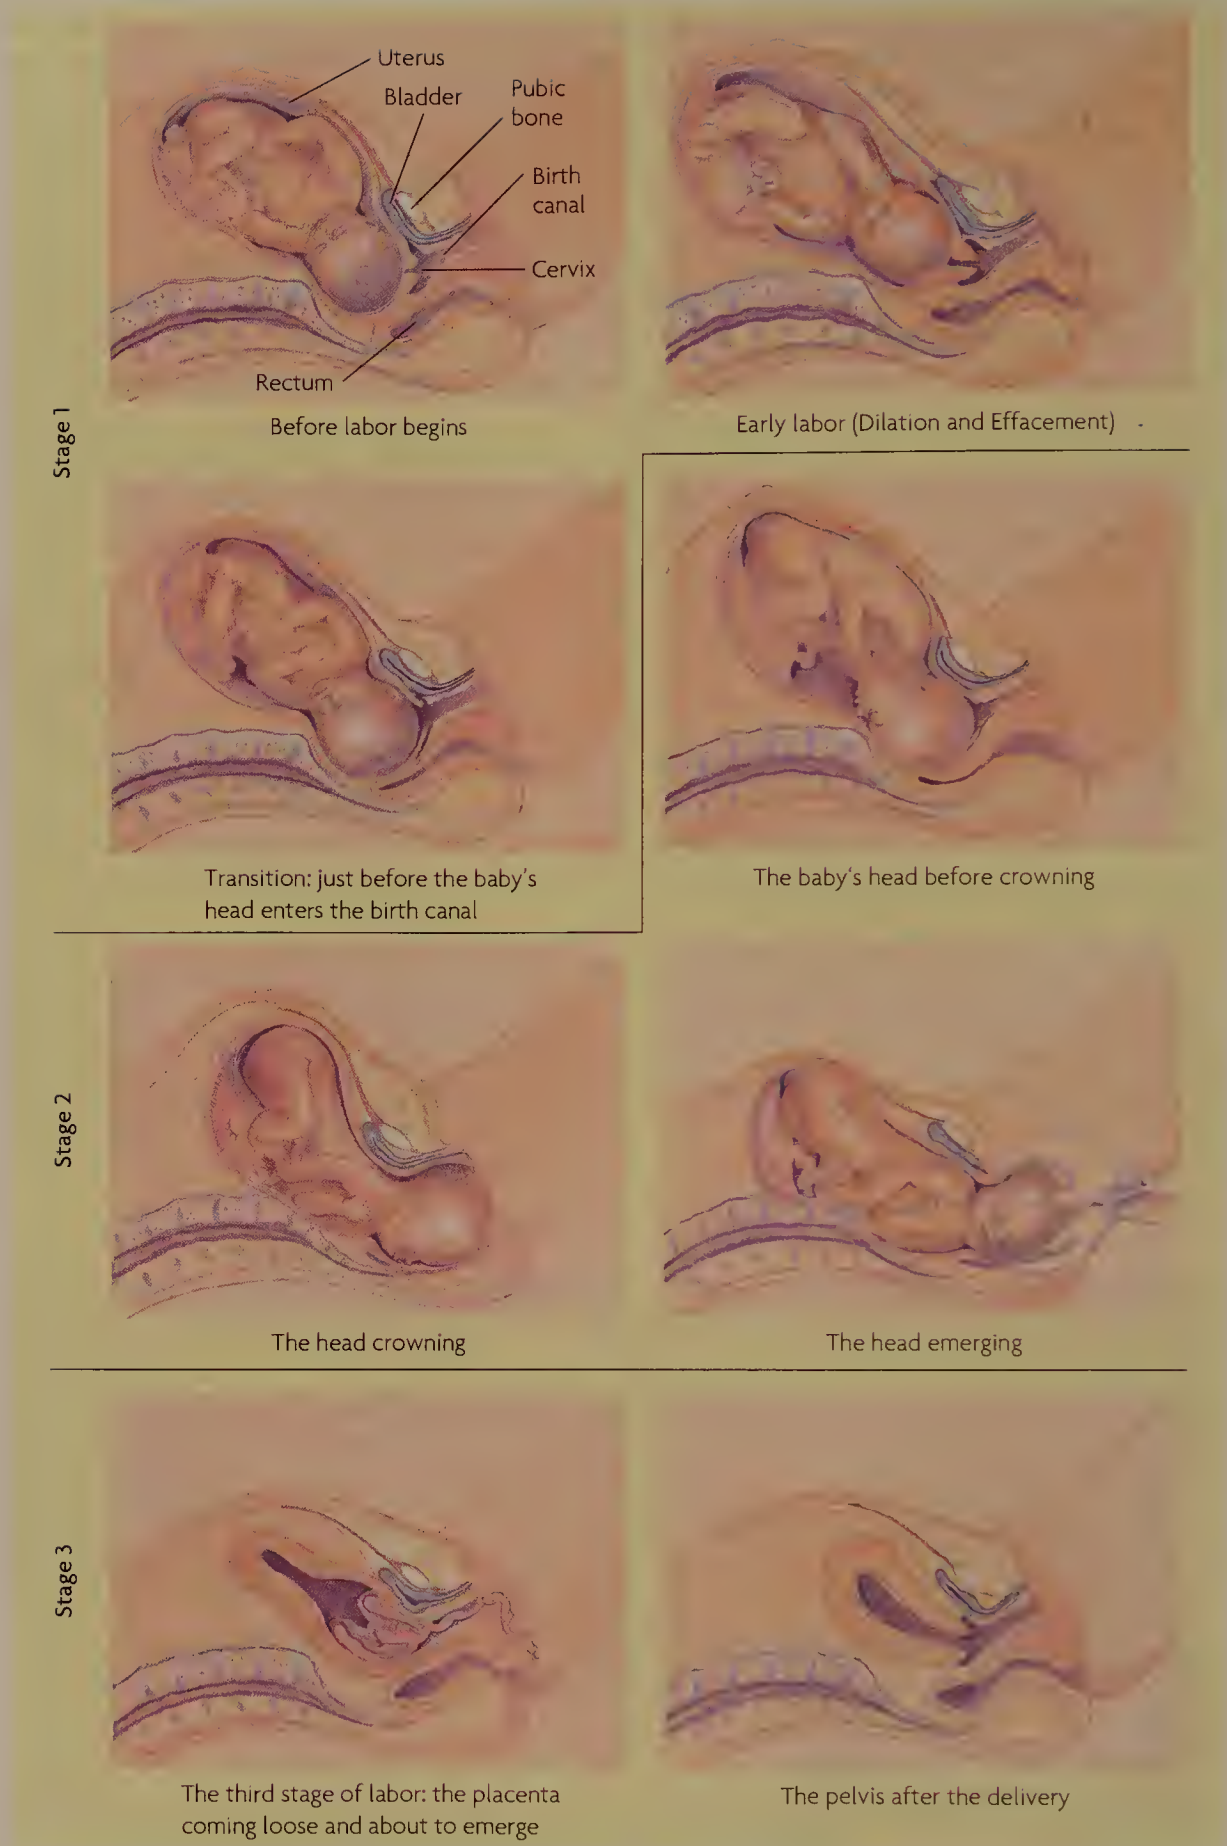 Uterus
Bladder
Pubic
bone
Birth
canal
Cervix
Rectum
Stage 1
Before labor begins
Early labor (Dilation and Effacement)
Transition: just before the baby's
head enters the birth canal
The baby's head before crowning
Stage 2
The head crowning
The head emerging
Stage 3
The third stage of labor: the placenta
coming loose and about to emerge
The pelvis after the delivery